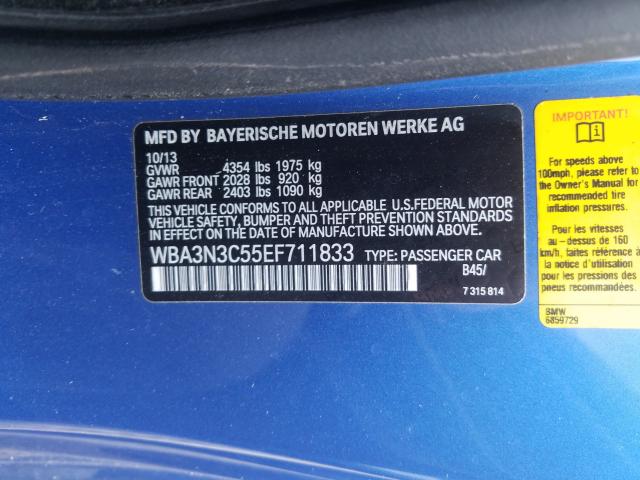 MFD BY BAYERISCHE MOTOREN WERKE AG
10/13
GVWR 4354 lbs 1975 kg
GAWR FRONT 2028 lbs 920 kg
GAWR REAR 2403 lbs 1090 kg
THIS VEHICLE CONFORMS TO ALL APPLICABLE U.S.FEDERAL MOTOR
VEHICLE SAFETY, BUMPER AND THEFT PREVENTION STANDARDS
IN EFFECT ON THE DATE OF MANUFACTURE SHOWN ABOVE.
WBA3N3C55EF711833 TYPE: PASSENGER CAR
B45/
7 315 814
IMPORTANT!
For speeds above
100mph, please refer to
the Owner's Manual for
recommended tire
inflation pressures.
Pour les vitesses
au - dessus de 160
km/h, faites référence à
la notice d'utilisation
pour les pressions des
pneus recommandées.
BMW
6859729